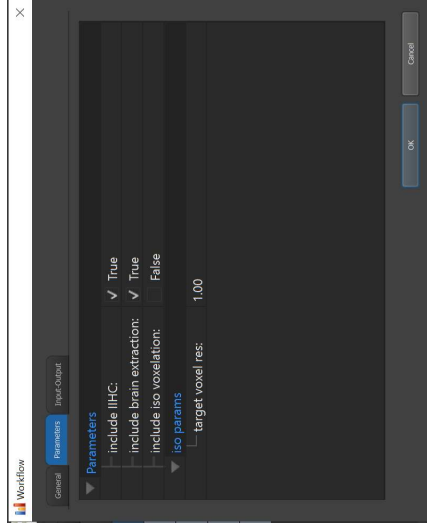 Workflow
General Parameters Input-Output
Parameters
include IIHC: True
include brain extraction: True
include iso voxelation: False
iso params
target voxel res: 1.00
OK Cancel